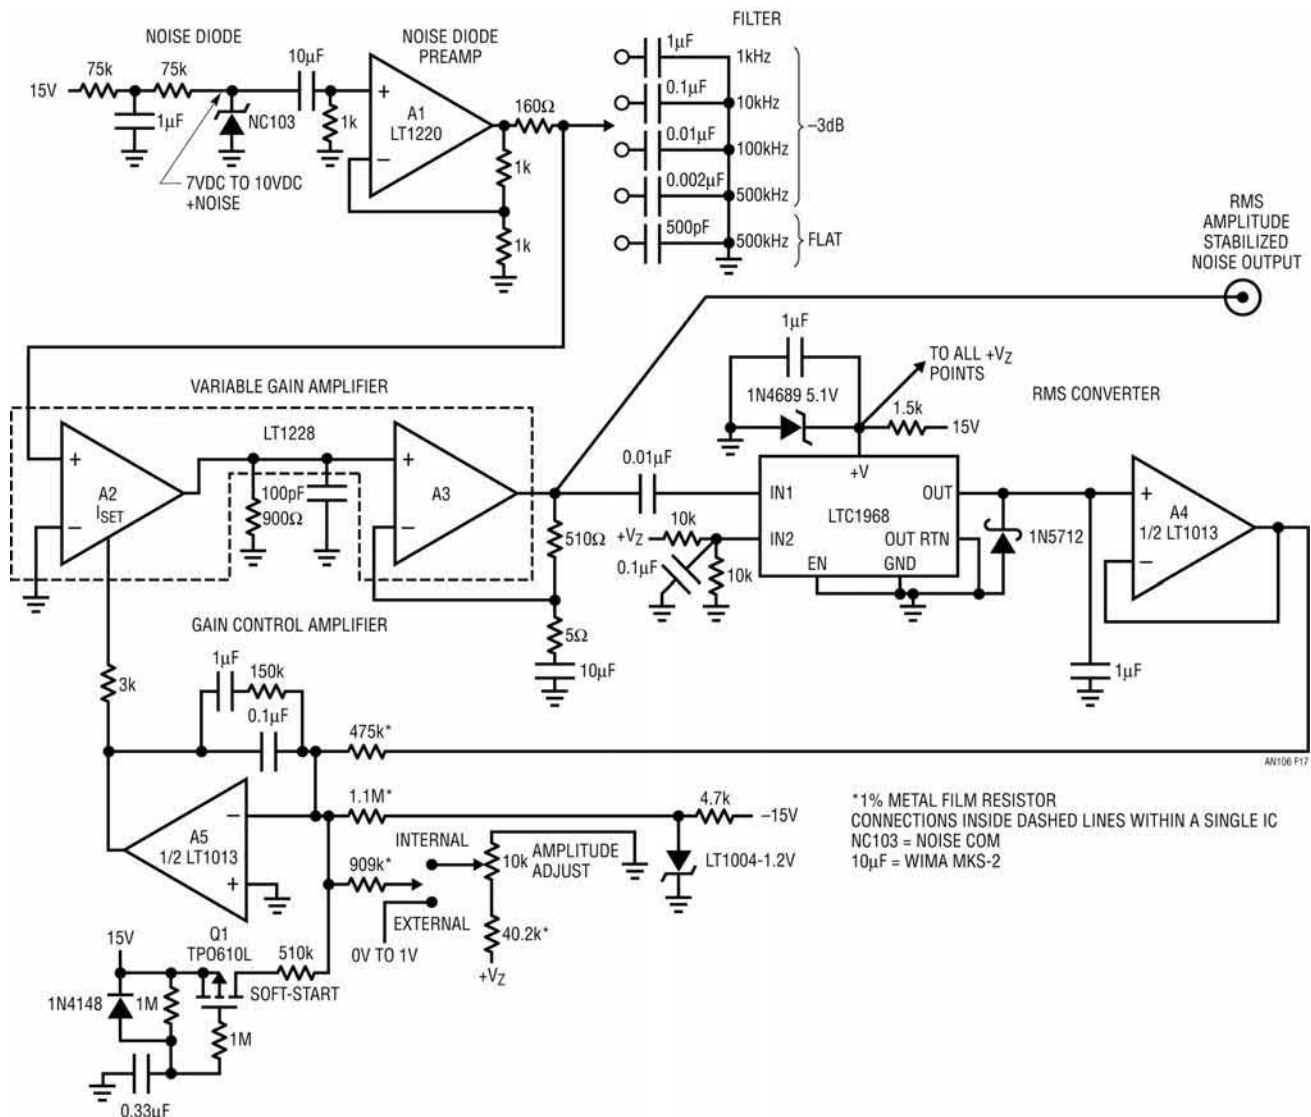 FILTER
NOISE DIODE
NOISE DIODE
PREAMP
75k
75k
15V
1µF
NC103
10µF
1k
+
A1
LT1220
−
160Ω
1k
1k
7VDC TO 10VDC
+NOISE
1µF
1kHz
0.1µF
10kHz
0.01µF
100kHz
0.002µF
500kHz
–3dB
500pF
500kHz
FLAT
RMS
AMPLITUDE
STABILIZED
NOISE OUTPUT
VARIABLE GAIN AMPLIFIER
LT1228
+
A2
ISET
−
100pF
900Ω
+
A3
−
510Ω
5Ω
10µF
1µF
1N4689 5.1V
TO ALL +VZ
POINTS
1.5k
15V
RMS CONVERTER
0.01µF
+V
IN1
OUT
LTC1968
10k
+VZ
IN2
OUT RTN
0.1µF
10k
EN
GND
1N5712
+
A4
1/2 LT1013
−
1µF
GAIN CONTROL AMPLIFIER
3k
1µF
150k
0.1µF
475k*
AN106 F17
1.1M*
4.7k
–15V
−
A5
1/2 LT1013
+
909k*
INTERNAL
EXTERNAL
0V TO 1V
10k
AMPLITUDE
ADJUST
40.2k*
+VZ
LT1004-1.2V
*1% METAL FILM RESISTOR
CONNECTIONS INSIDE DASHED LINES WITHIN A SINGLE IC
NC103 = NOISE COM
10µF = WIMA MKS-2
15V
Q1
TPO610L
510k
SOFT-START
1N4148
1M
1M
0.33µF